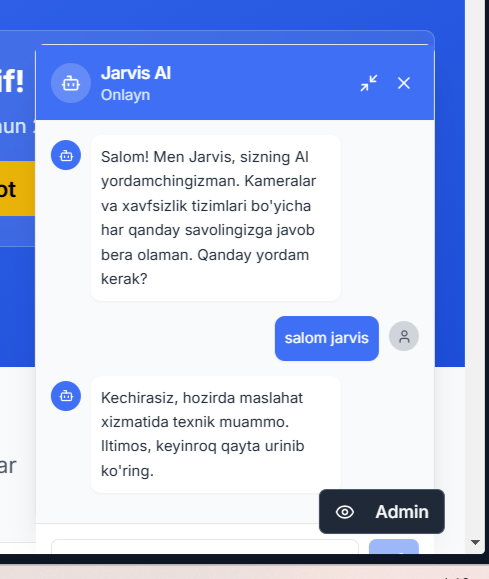 if!
Jarvis AI
Onlayn
un
ot
Salom! Men Jarvis, sizning AI
yordamchingizman. Kameralar
va xavfsizlik tizimlari bo'yicha
har qanday savolingizga javob
bera olaman. Qanday yordam
kerak?
salom jarvis
Kechirasiz, hozirda maslahat
xizmatida texnik muammo.
Iltimos, keyinroq qayta urinib
ko'ring.
ar
Admin